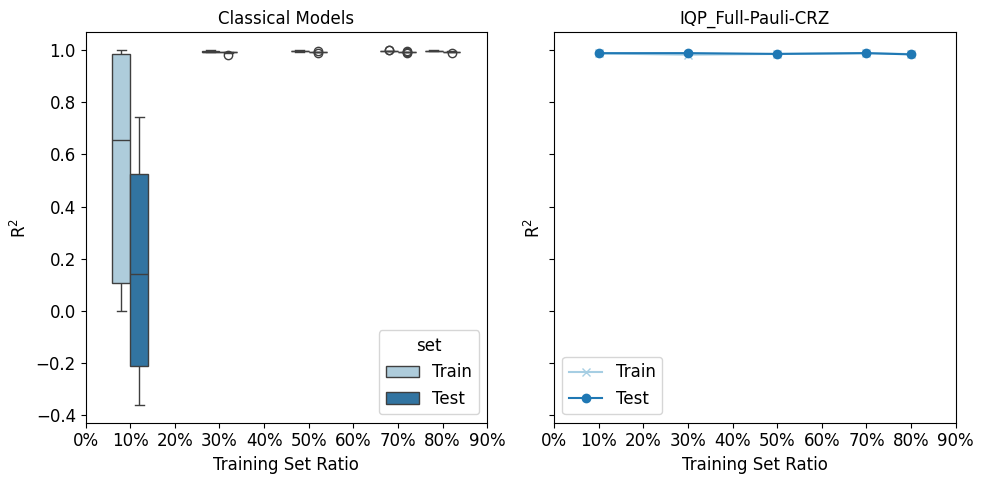 Classical Models
R²
1.0
0.8
0.6
0.4
0.2
0.0
−0.2
−0.4
0% 10% 20% 30% 40% 50% 60% 70% 80% 90%
Training Set Ratio
set
Train
Test
IQP_Full-Pauli-CRZ
R²
0% 10% 20% 30% 40% 50% 60% 70% 80% 90%
Training Set Ratio
Train
Test